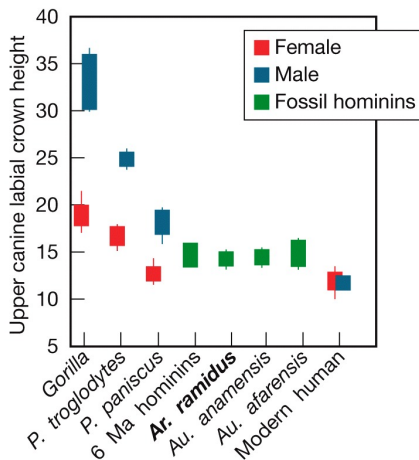 Upper canine labial crown height
40
35
30
25
20
15
10
5
Female
Male
Fossil hominins
Gorilla
P. troglodytes
P. paniscus
6 Ma hominins
Ar. ramidus
Au. anamensis
Au. afarensis
Modern human